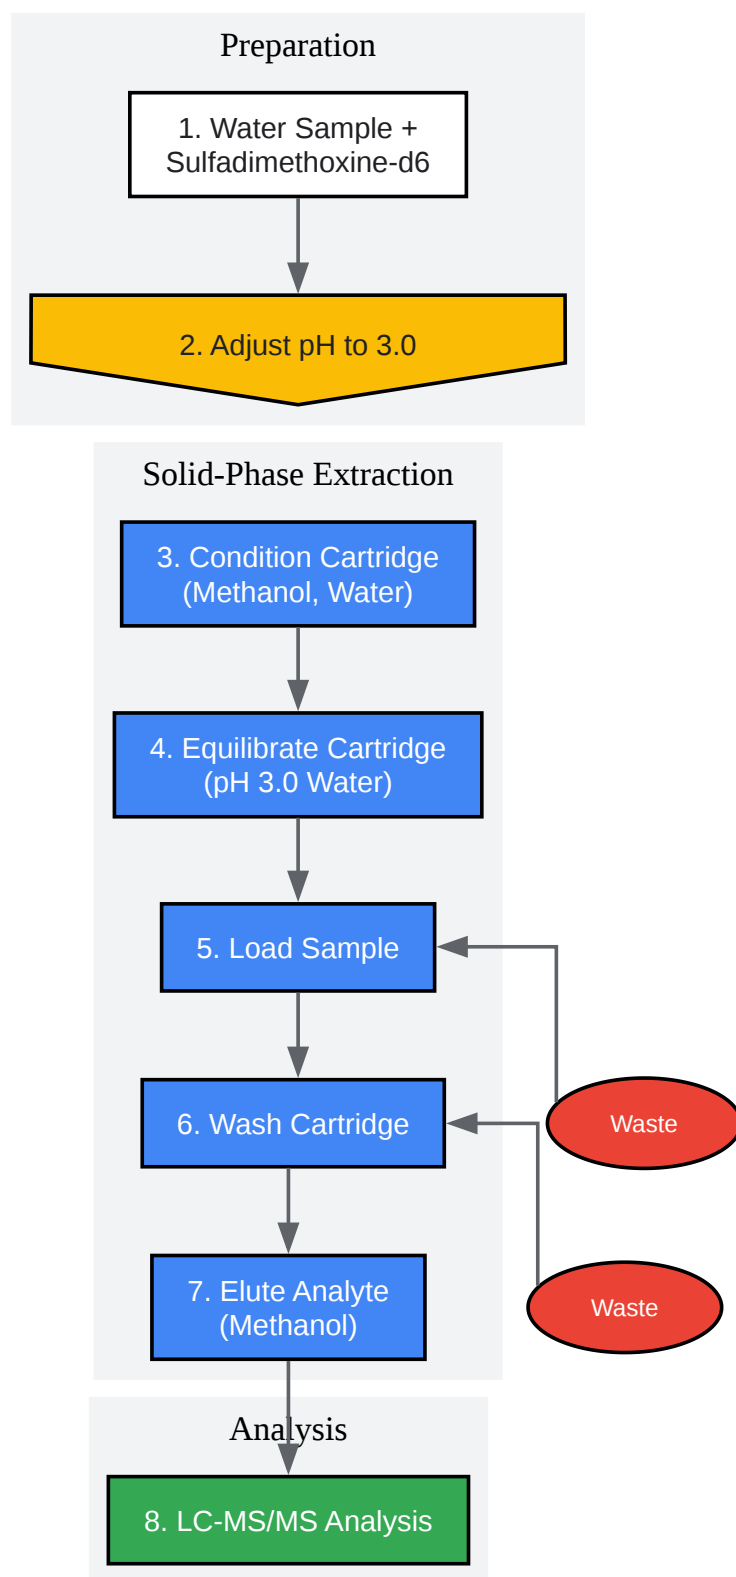 Preparation
1. Water Sample +
Sulfadimethoxine-d6
2. Adjust pH to 3.0
Solid-Phase Extraction
3. Condition Cartridge
(Methanol, Water)
4. Equilibrate Cartridge
(pH 3.0 Water)
5. Load Sample
6. Wash Cartridge
Waste
7. Elute Analyte
(Methanol)
Waste
Analysis
8. LC-MS/MS Analysis